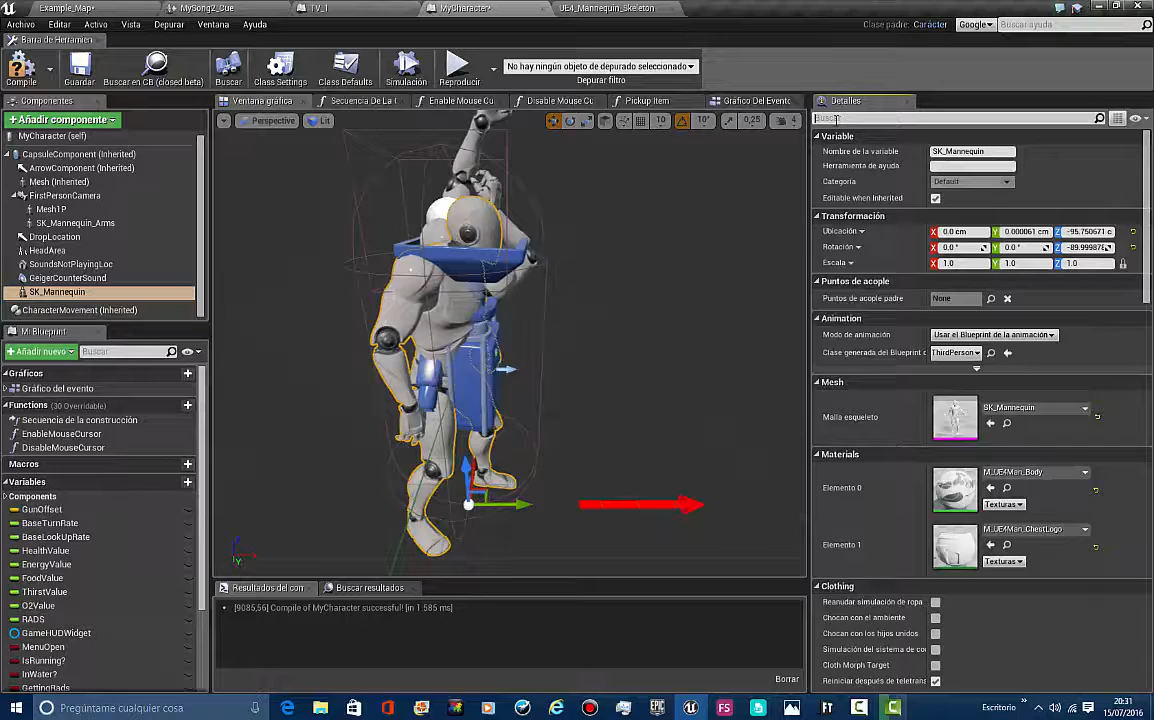 Example_Map*
MySong2_Cue
TV_1
MyCharacter*
UE4_Mannequin_Skeleton
Archivo Editar Activo Vista Depurar Ventana Ayuda
Clase padre: Carácter
Google
Buscar ayuda
Barra de Herramien
Compile
Guardar
Buscar en CB (closed beta)
Buscar
Class Settings
Class Defaults
Simulación
Reproducir
No hay ningún objeto de depurado seleccionado
Depurar filtro
Componentes
Ventana gráfica
Secuencia De La
Enable Mouse Cu
Disable Mouse Cu
Pickup Item
Gráfico Del Evento
Detalles
Añadir componente
MyCharacter (self)
CapsuleComponent (Inherited)
ArrowComponent (Inherited)
Mesh (Inherited)
FirstPersonCamera
Mesh1P
SK_Mannequin_Arms
DropLocation
HeadArea
SoundsNotPlayingLoc
GeigerCounterSound
SK_Mannequin
CharacterMovement (Inherited)
Mi Blueprint
Añadir nuevo
Buscar
Gráficos
Gráfico del evento
Functions (30 Overridable)
Secuencia de la construcción
EnableMouseCursor
DisableMouseCursor
Macros
Variables
Components
GunOffset
BaseTurnRate
BaseLookUpRate
HealthValue
EnergyValue
FoodValue
ThirstValue
O2Value
RADS
GameHUDWidget
MenuOpen
IsRunning?
InWater?
GettingRads
Perspective
Lit
10
10°
0,25
4
Resultados del com
Buscar resultados
[9085,56] Compile of MyCharacter successful! [in 1.585 ms]
Borrar
Variable
Nombre de la variable SK_Mannequin
Herramienta de ayuda
Categoría Default
Editable when Inherited
Transformación
Ubicación X 0.0 cm Y 0.000061 cm Z -95.750671 c
Rotación X 0.0 ° Y 0.0 ° Z -89.999878
Escala X 1.0 Y 1.0 Z 1.0
Puntos de acople
Puntos de acople padre None
Animation
Modo de animación Usar el Blueprint de la animación
Clase generada del Blueprint ThirdPerson
Mesh
Malla esqueleto SK_Mannequin
Materials
Elemento 0 M_UE4Man_Body
Texturas
Elemento 1 M_UE4Man_ChestLogo
Texturas
Clothing
Reanudar simulación de ropa
Chocan con el ambiente
Chocan con los hijos unidos
Simulación del sistema de co
Cloth Morph Target
Reiniciar después de teletrans
Pregúntame cualquier cosa
Escritorio
20:31
15/07/2016